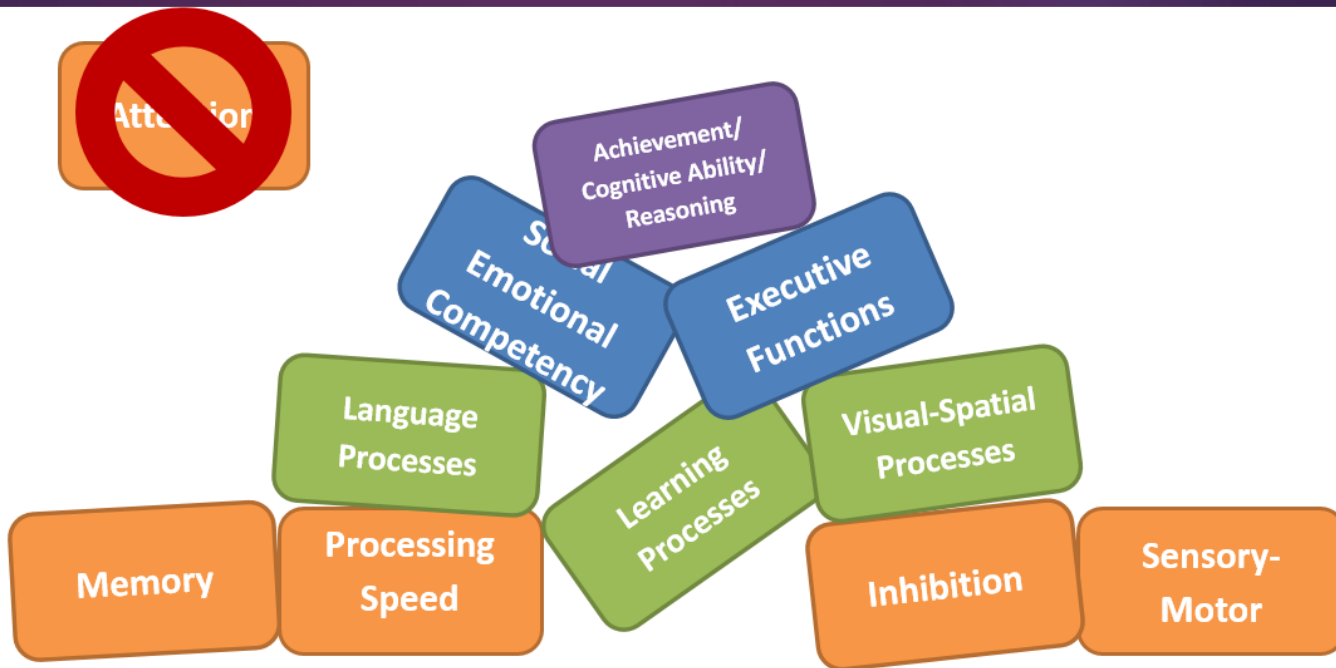 Achievement/
Cognitive Ability/
Reasoning
Emotional
Competency
Executive
Functions
Language
Processes
Learning
Processes
Visual-Spatial
Processes
Memory
Processing
Speed
Inhibition
Sensory-
Motor